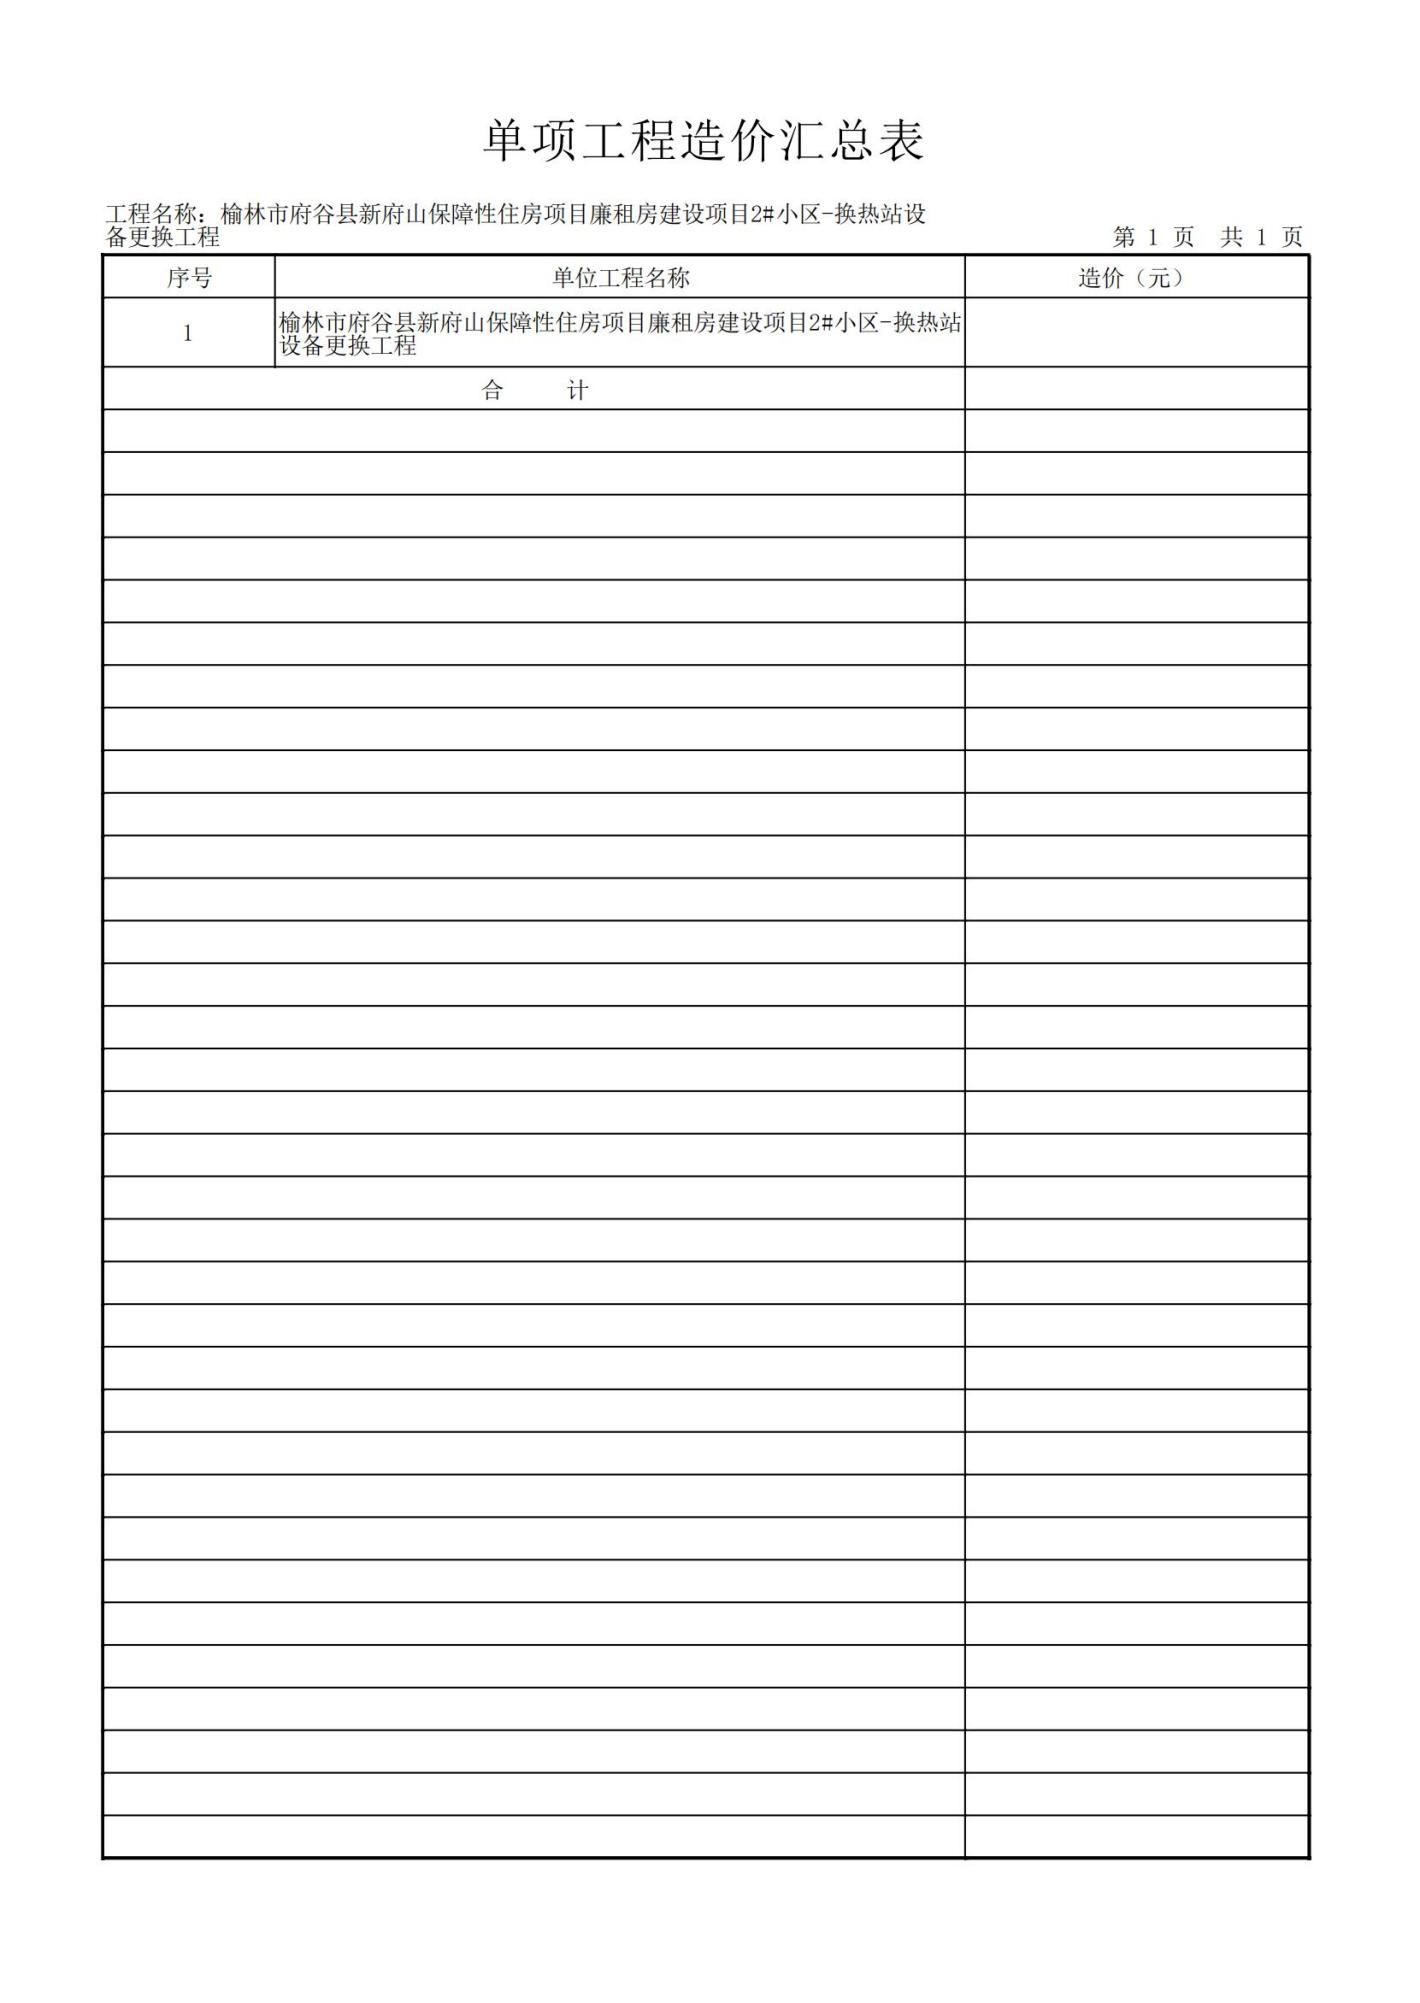 单项工程造价汇总表
工程名称：榆林市府谷县新府山保障性住房项目廉租房建设项目2#小区-换热站设
备更换工程
第 1 页 共 1 页
序号 单位工程名称 造价（元）
1 榆林市府谷县新府山保障性住房项目廉租房建设项目2#小区-换热站
设备更换工程
合 计